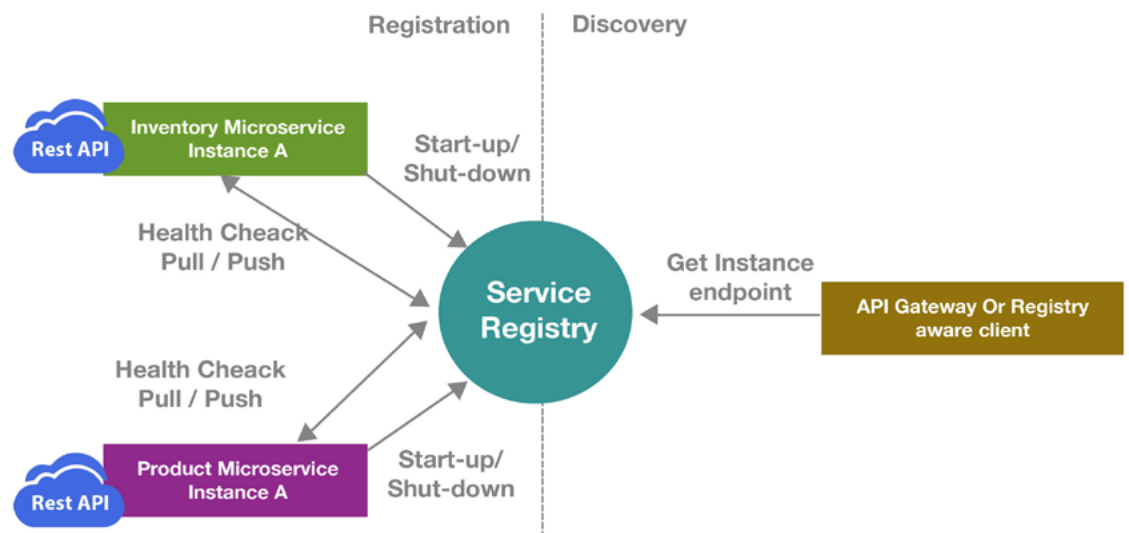 Registration
Discovery
Rest API
Inventory Microservice
Instance A
Start-up/
Shut-down
Health Cheack
Pull / Push
Service
Registry
Get Instance
endpoint
API Gateway Or Registry
aware client
Health Cheack
Pull / Push
Rest API
Product Microservice
Instance A
Start-up/
Shut-down